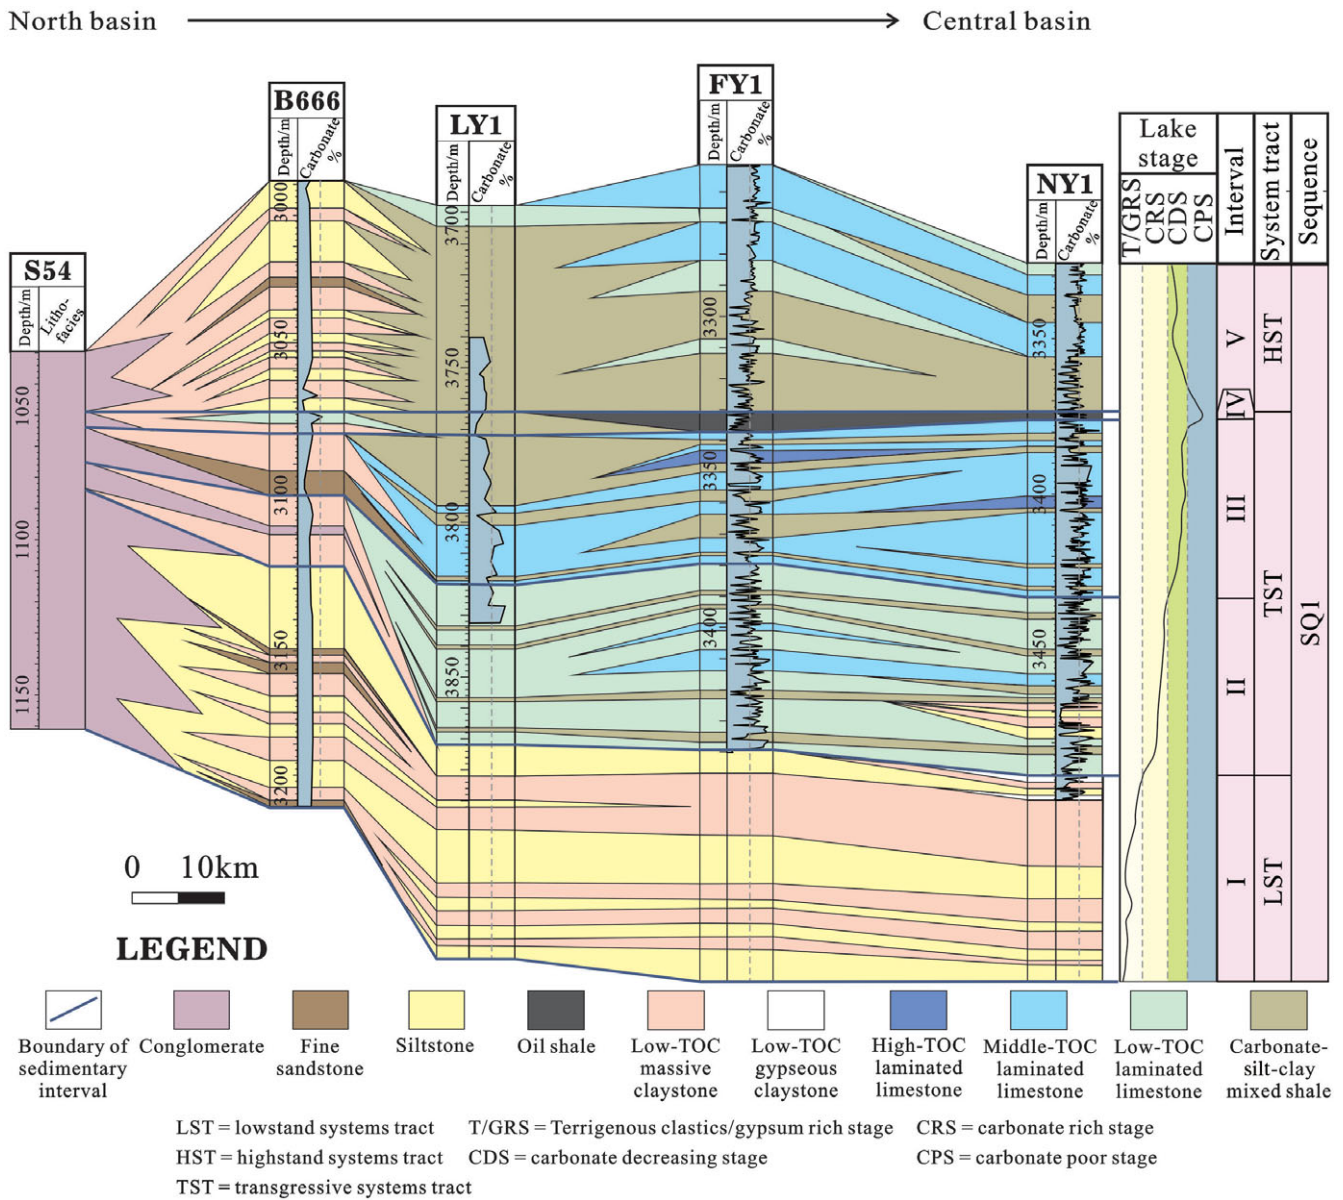 North basin
Central basin
B666
Depth/m
Carbonate %
3000
3050
3100
3150
3200
LY1
Depth/m
Carbonate %
3700
3750
3800
3850
FY1
Depth/m
Carbonate %
3300
3350
3400
NY1
Depth/m
Carbonate %
3350
3400
3450
S54
Depth/m
Litho-
facies
1050
1100
1150
Lake
stage
T/GRS
CRS
CDS
CPS
Interval
System tract
Sequence
V
IV
III
II
I
HST
TST
LST
SQ1
0 10km
LEGEND
Boundary of
sedimentary
interval
Conglomerate
Fine
sandstone
Siltstone
Oil shale
Low-TOC
massive
claystone
Low-TOC
gypseous
claystone
High-TOC
laminated
limestone
Middle-TOC
laminated
limestone
Low-TOC
laminated
limestone
Carbonate-
silt-clay
mixed shale
LST = lowstand systems tract
T/GRS = Terrigenous clastics/gypsum rich stage
CRS = carbonate rich stage
HST = highstand systems tract
CDS = carbonate decreasing stage
CPS = carbonate poor stage
TST = transgressive systems tract